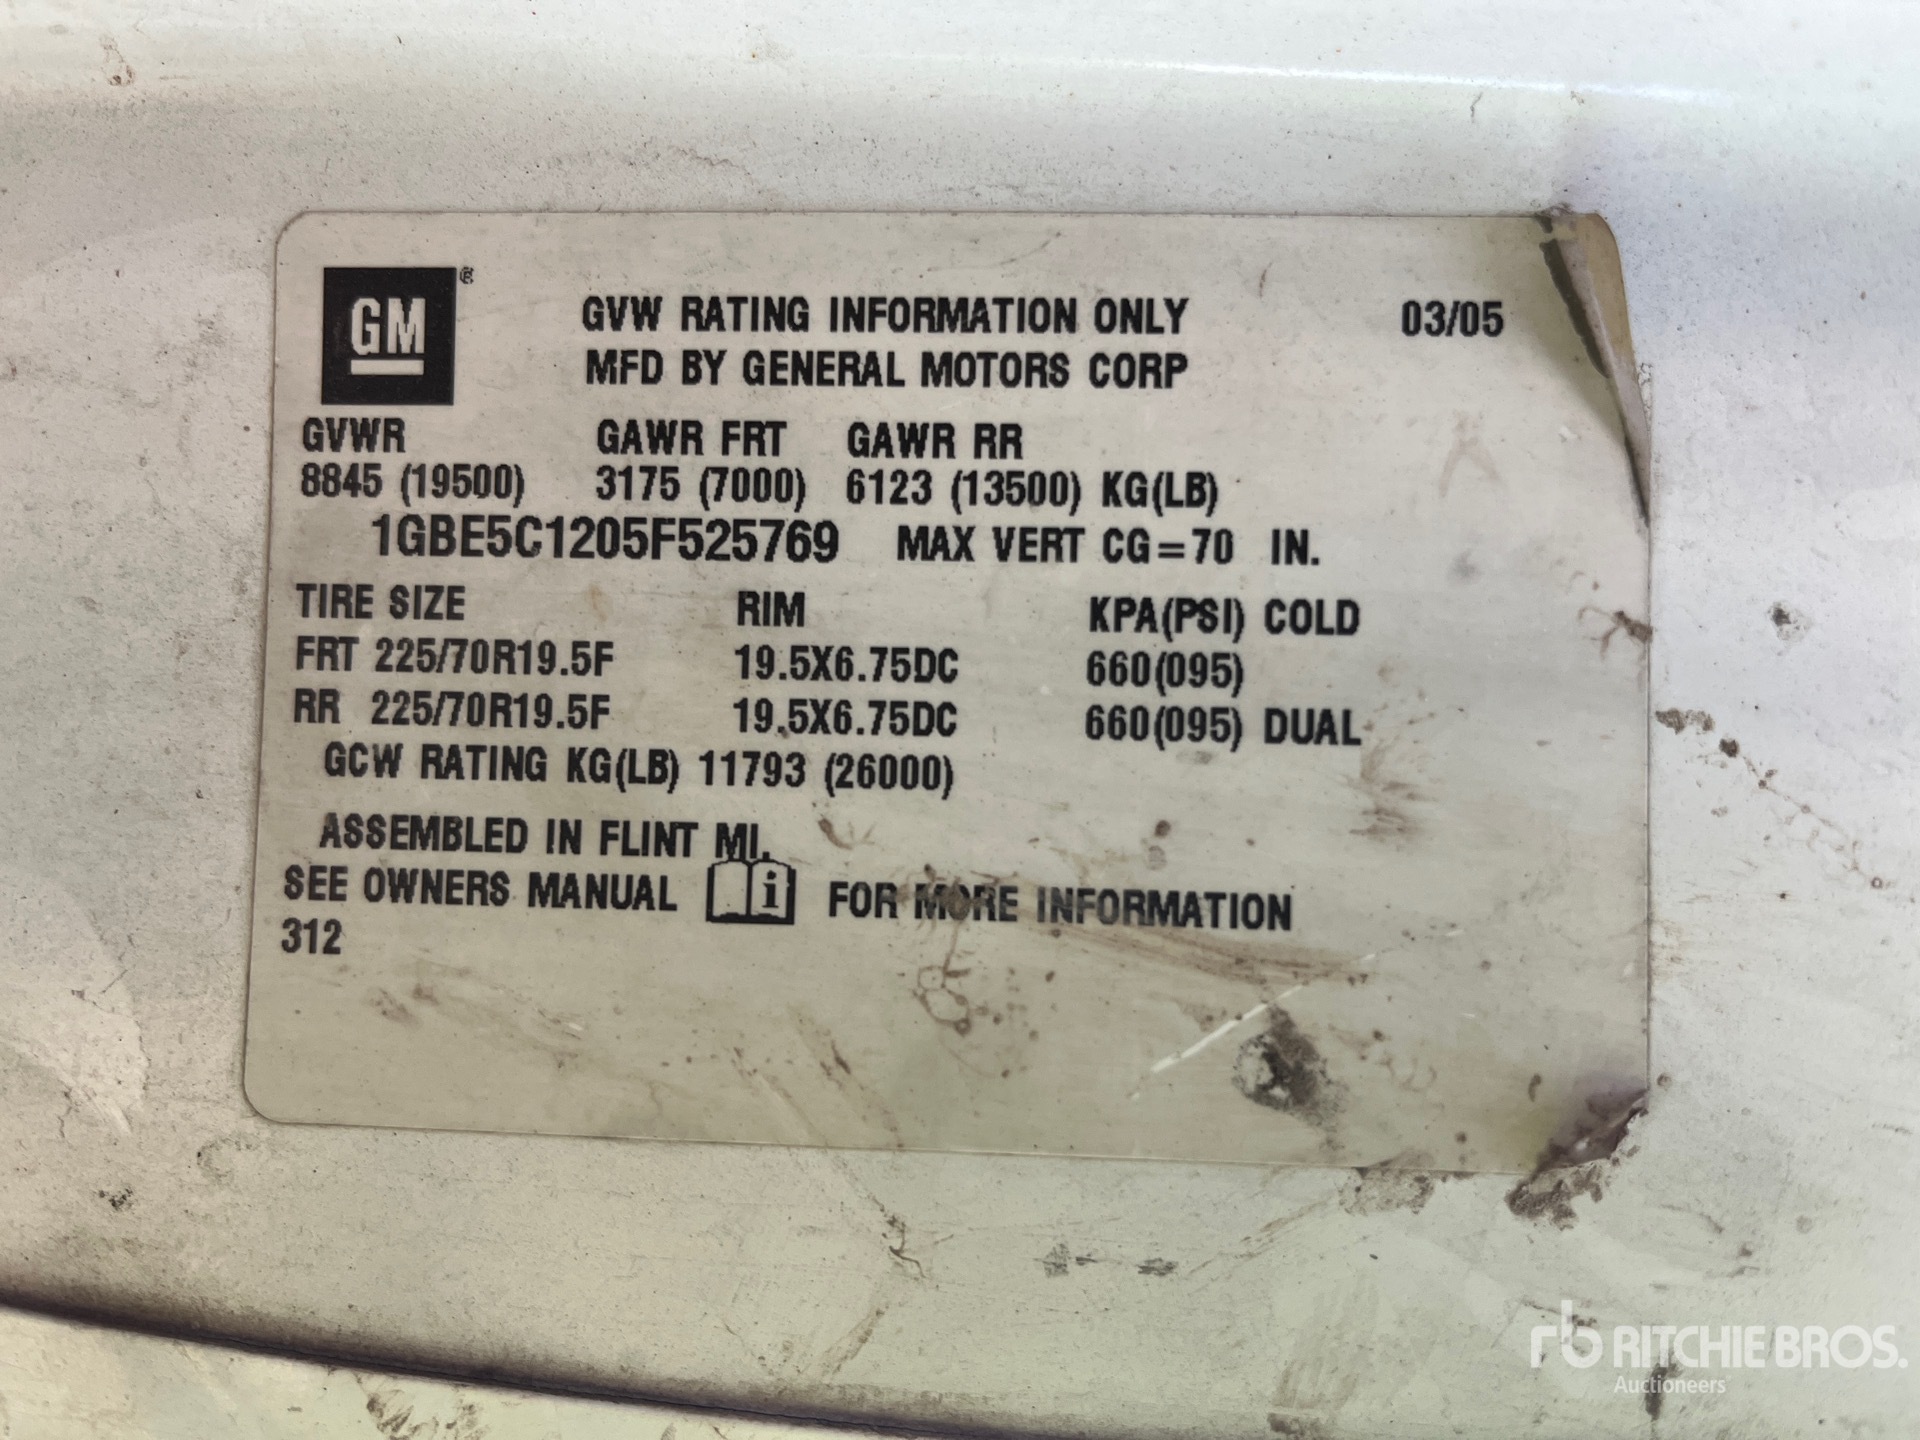 GM ®
GVW RATING INFORMATION ONLY 03/05
MFD BY GENERAL MOTORS CORP
GVWR GAWR FRT GAWR RR
8845 (19500) 3175 (7000) 6123 (13500) KG(LB)
1GBE5C1205F525769 MAX VERT CG=70 IN.
TIRE SIZE RIM KPA(PSI) COLD
FRT 225/70R19.5F 19.5X6.75DC 660(095)
RR 225/70R19.5F 19.5X6.75DC 660(095) DUAL
GCW RATING KG(LB) 11793 (26000)
ASSEMBLED IN FLINT MI.
SEE OWNERS MANUAL i FOR MORE INFORMATION
312
rb RITCHIE BROS.
Auctioneers